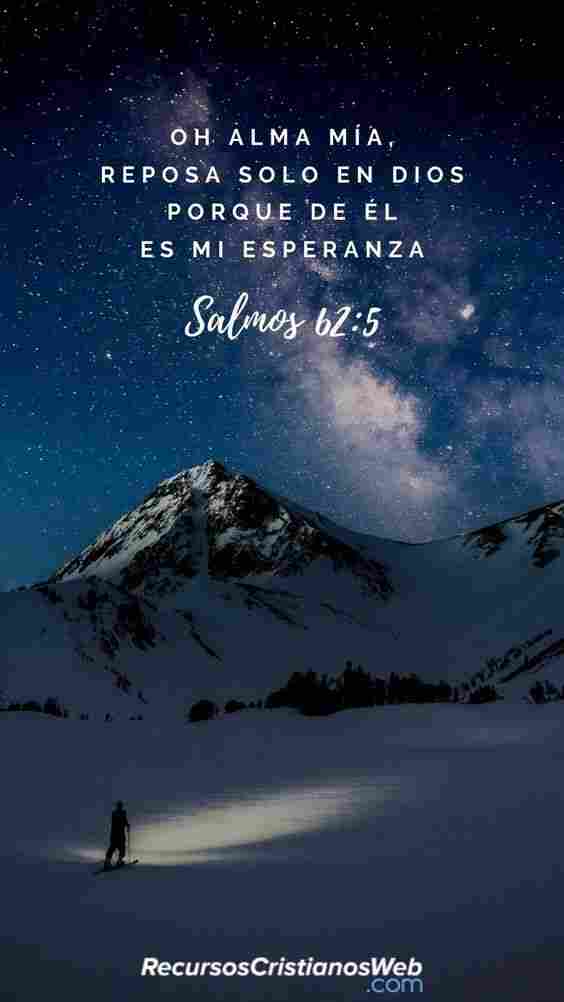 OH ALMA MÍA,
REPOSA SOLO EN DIOS
PORQUE DE ÉL
ES MI ESPERANZA
Salmos 62:5
RecursosCristianosWeb
.com